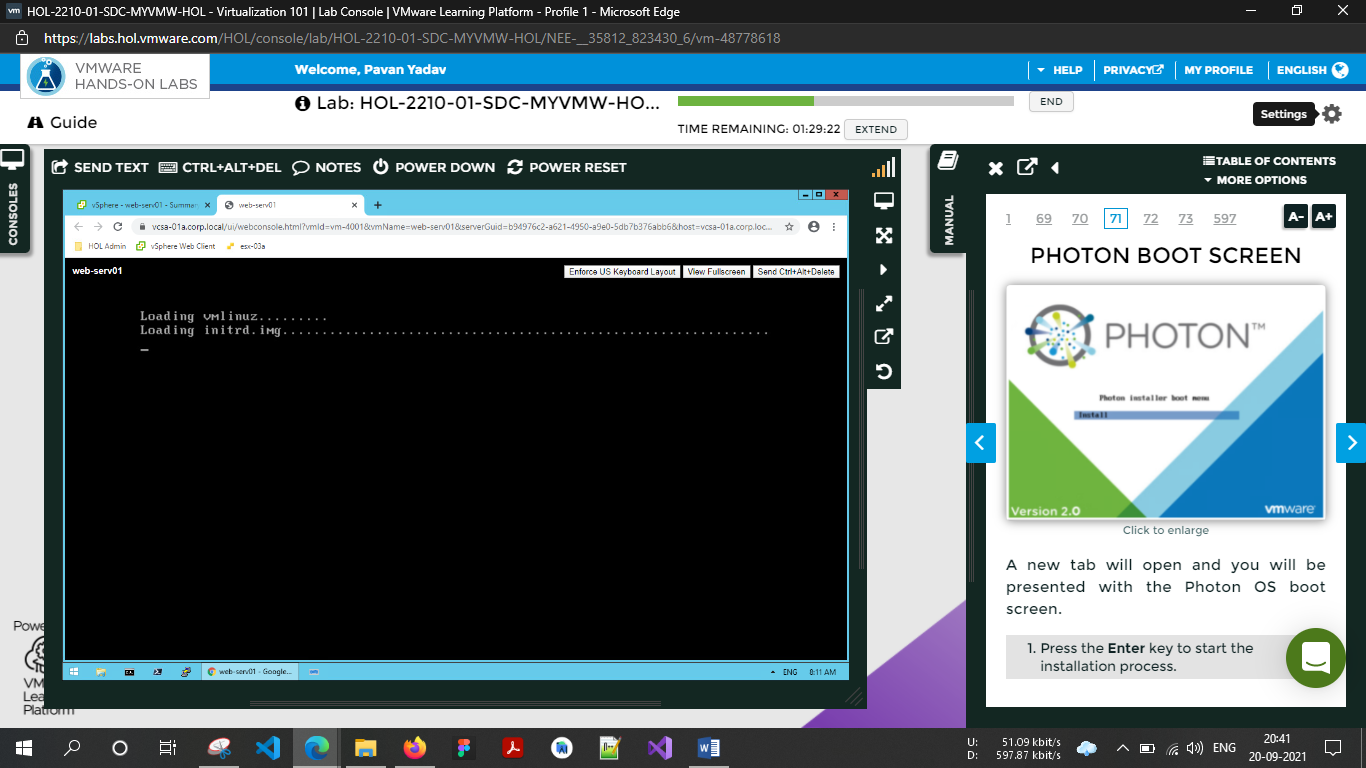 HOL-2210-01-SDC-MYVMW-HOL - Virtualization 101 | Lab Console | VMware Learning Platform - Profile 1 - Microsoft Edge
https://labs.hol.vmware.com/HOL/console/lab/HOL-2210-01-SDC-MYVMW-HOL/NEE-__35812_823430_6/vm-48778618
VMWARE
HANDS-ON LABS
Welcome, Pavan Yadav
HELP
PRIVACY
MY PROFILE
ENGLISH
Lab: HOL-2210-01-SDC-MYVMW-HO...
END
Guide
TIME REMAINING: 01:29:22
EXTEND
Settings
CONSOLES
SEND TEXT
CTRL+ALT+DEL
NOTES
POWER DOWN
POWER RESET
vSphere - web-serv01 - Summar
web-serv01
vcsa-01a.corp.local/ui/webconsole.html?vmId=vm-4001&vmName=web-serv01&serverGuid=b94976c2-a621-4950-a9e0-5db7b376abb6&host=vcsa-01a.corp.loc...
HOL Admin
vSphere Web Client
esx-03a
web-serv01
Enforce US Keyboard Layout
View Fullscreen
Send Ctrl+Alt+Delete
Loading vmlinuz.........
Loading initrd.img..............................................................
web-serv01 - Google...
ENG
8:11 AM
MANUAL
TABLE OF CONTENTS
MORE OPTIONS
1 69 70 71 72 73 597
A- A+
PHOTON BOOT SCREEN
PHOTON™
Photon installer boot menu
Install
Version 2.0
vmware
Click to enlarge
A new tab will open and you will be
presented with the Photon OS boot
screen.
1. Press the Enter key to start the
installation process.
Powe
VM
Lea
Platform
U: 51.09 kbit/s
D: 597.87 kbit/s
ENG
20:41
20-09-2021